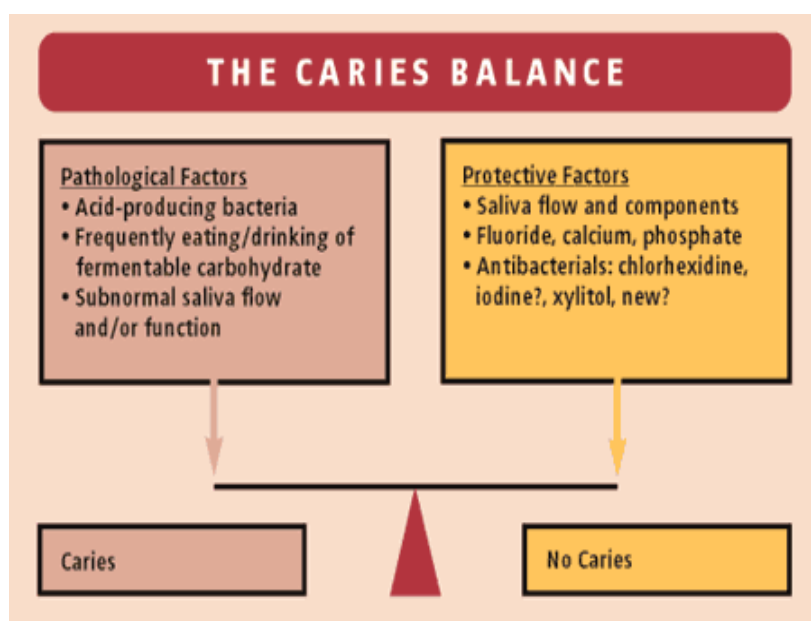 THE CARIES BALANCE
Pathological Factors
• Acid-producing bacteria
• Frequently eating/drinking of
fermentable carbohydrate
• Subnormal saliva flow
and/or function
Protective Factors
• Saliva flow and components
• Fluoride, calcium, phosphate
• Antibacterials: chlorhexidine,
iodine?, xylitol, new?
Caries
No Caries